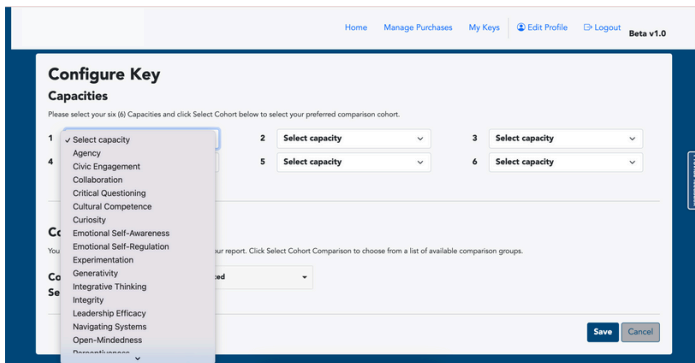 Home Manage Purchases My Keys Edit Profile Logout Beta v1.0
Configure Key
Capacities
Please select your six (6) Capacities and click Select Cohort below to select your preferred comparison cohort.
1 2 Select capacity 3 Select capacity
4 5 Select capacity 6 Select capacity
✓ Select capacity
Agency
Civic Engagement
Collaboration
Critical Questioning
Cultural Competence
Curiosity
Emotional Self-Awareness
Emotional Self-Regulation
Experimentation
Generativity
Integrative Thinking
Integrity
Leadership Efficacy
Navigating Systems
Open-Mindedness
Co
You ur report. Click Select Cohort Comparison to choose from a list of available comparison groups.
Co ed
Se
Save Cancel